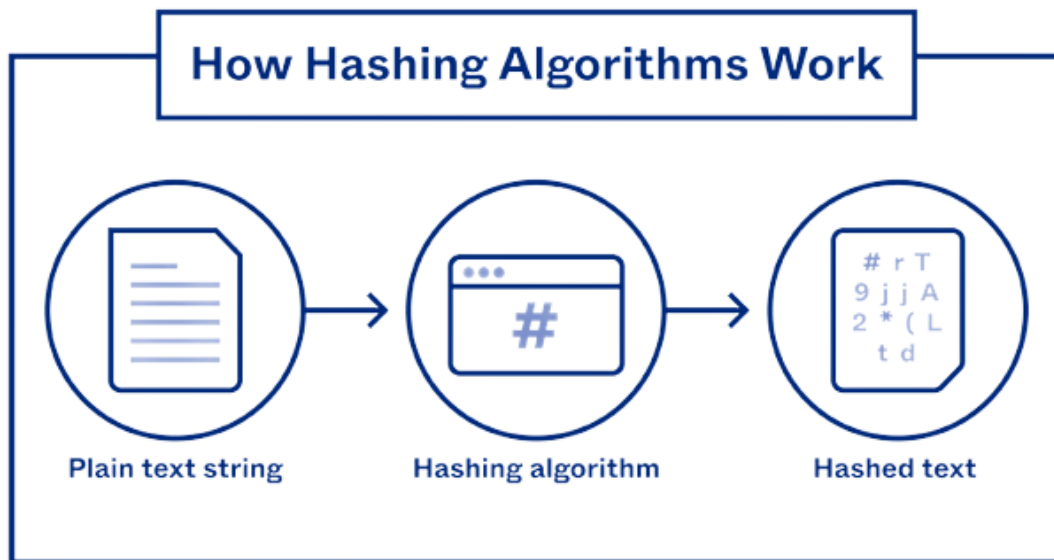 How Hashing Algorithms Work
#
# r T
9 j j A
2 * ( L
t d
Plain text string
Hashing algorithm
Hashed text